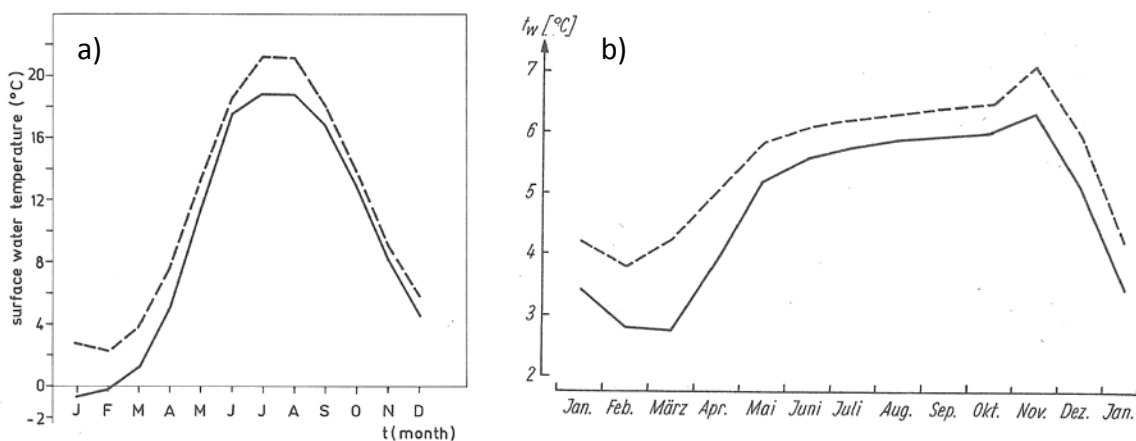 a)
surface water temperature (°C)
20
16
12
8
4
0
-2
J F M A M J J A S O N D
t (month)
b)
t_w [°C]
7
6
5
4
3
2
Jan. Feb. März Apr. Mai Juni Juli Aug. Sep. Okt. Nov. Dez. Jan.